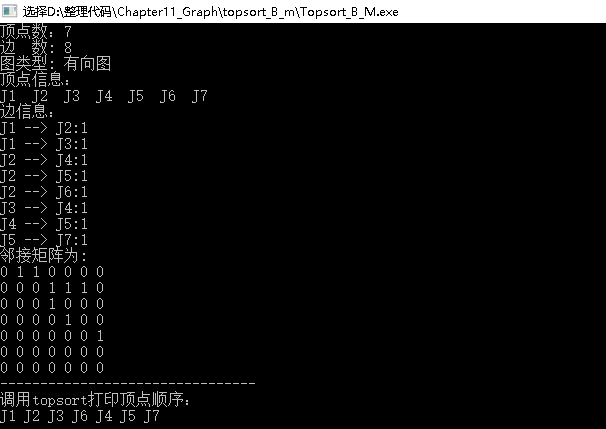 选择D:\整理代码\Chapter11_Graph\topsort_B_m\Topsort_B_M.exe
顶点数: 7
边  数: 8
图类型: 有向图
顶点信息:
J1  J2  J3  J4  J5  J6  J7
边信息:
J1 --> J2:1
J1 --> J3:1
J2 --> J4:1
J2 --> J5:1
J2 --> J6:1
J3 --> J4:1
J4 --> J5:1
J5 --> J7:1
邻接矩阵为:
0 1 1 0 0 0 0
0 0 0 1 1 1 0
0 0 0 1 0 0 0
0 0 0 0 1 0 0
0 0 0 0 0 0 1
0 0 0 0 0 0 0
0 0 0 0 0 0 0
--------------------------------
调用topsort打印顶点顺序:
J1 J2 J3 J6 J4 J5 J7